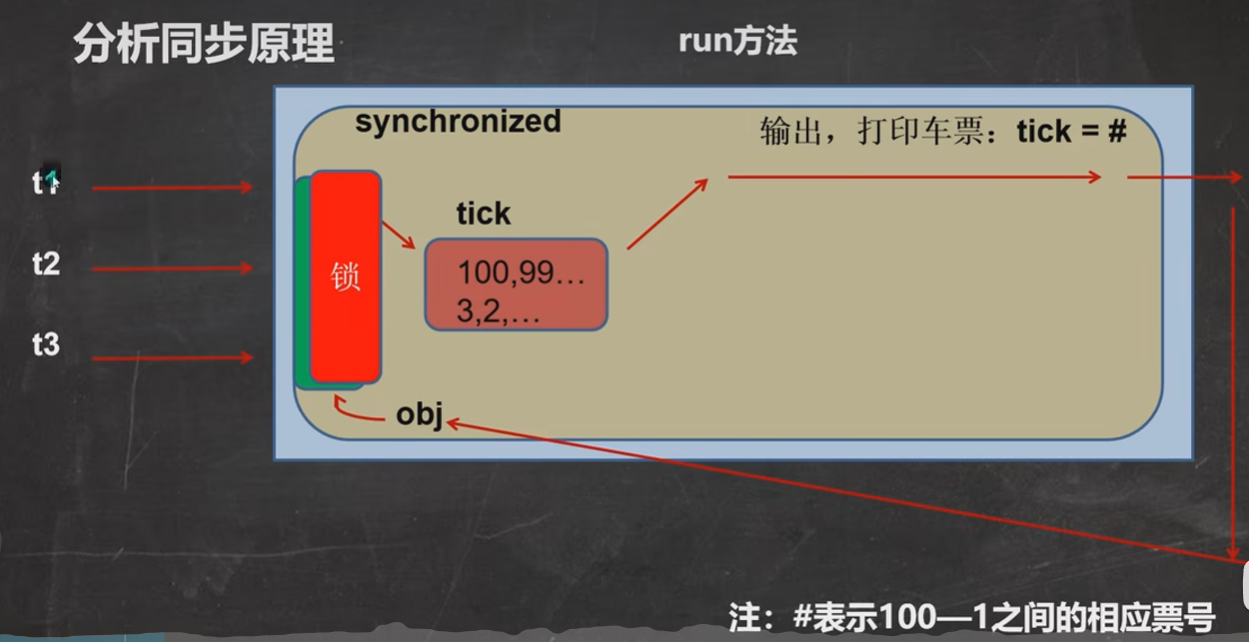 分析同步原理
run方法
synchronized
输出，打印车票：tick = #
t1
tick
t2
锁
100,99…
3,2,…
t3
obj
注：#表示100—1之间的相应票号